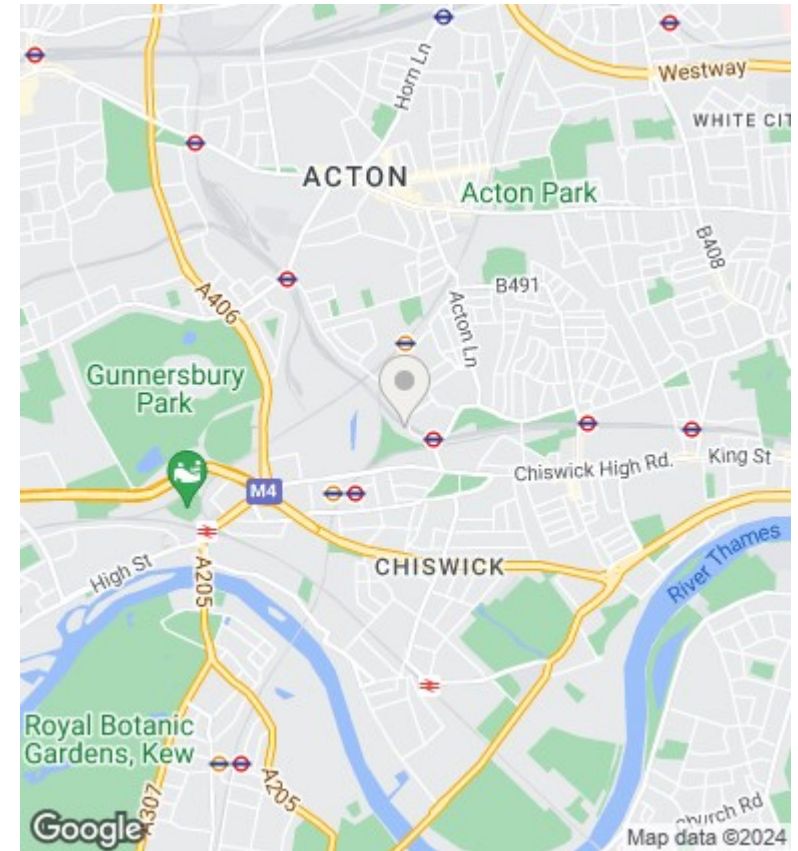 Horn Ln
Westway
WHITE CIT
ACTON
Acton Park
B408
B491
A406
Acton Ln
Gunnersbury
Park
Chiswick High Rd.
King St
M4
High St
CHISWICK
River Thames
A205
Royal Botanic
Gardens, Kew
A205
A307
church Rd
Google
Map data ©2024